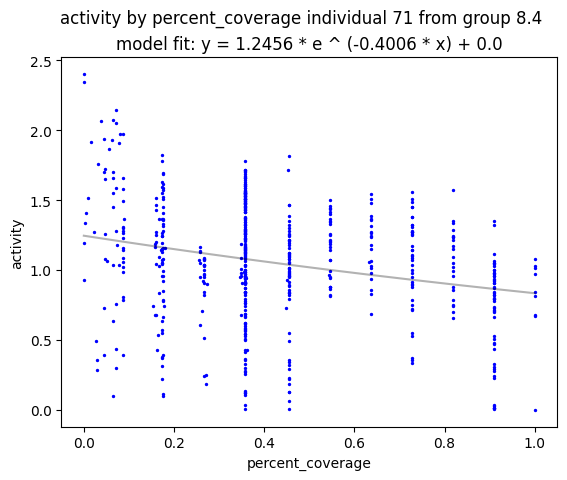 activity by percent_coverage individual 71 from group 8.4
model fit: y = 1.2456 * e ^ (-0.4006 * x) + 0.0
2.5
2.0
1.5
1.0
0.5
0.0
activity
0.0 0.2 0.4 0.6 0.8 1.0
percent_coverage